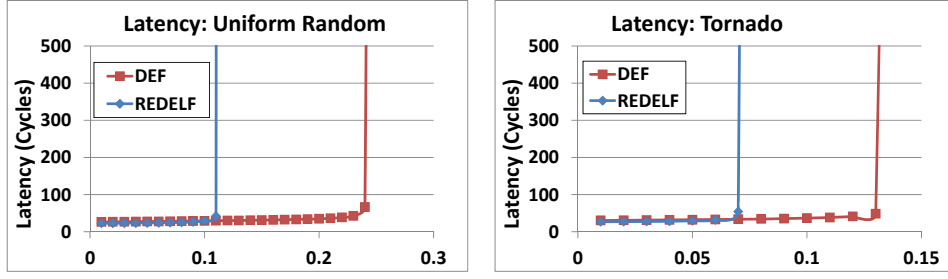 Latency: Uniform Random
Latency (Cycles)
500
400
300
200
100
0
DEF
REDELF
0 0.1 0.2 0.3
Latency: Tornado
Latency (Cycles)
500
400
300
200
100
0
DEF
REDELF
0 0.05 0.1 0.15